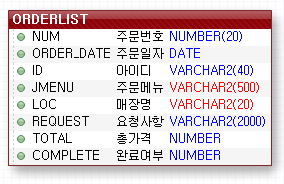 ORDERLIST
NUM 주문번호 NUMBER(20)
ORDER_DATE 주문일자 DATE
ID 아이디 VARCHAR2(40)
JMENU 주문메뉴 VARCHAR2(500)
LOC 매장명 VARCHAR2(20)
REQUEST 요청사항 VARCHAR2(2000)
TOTAL 총가격 NUMBER
COMPLETE 완료여부 NUMBER